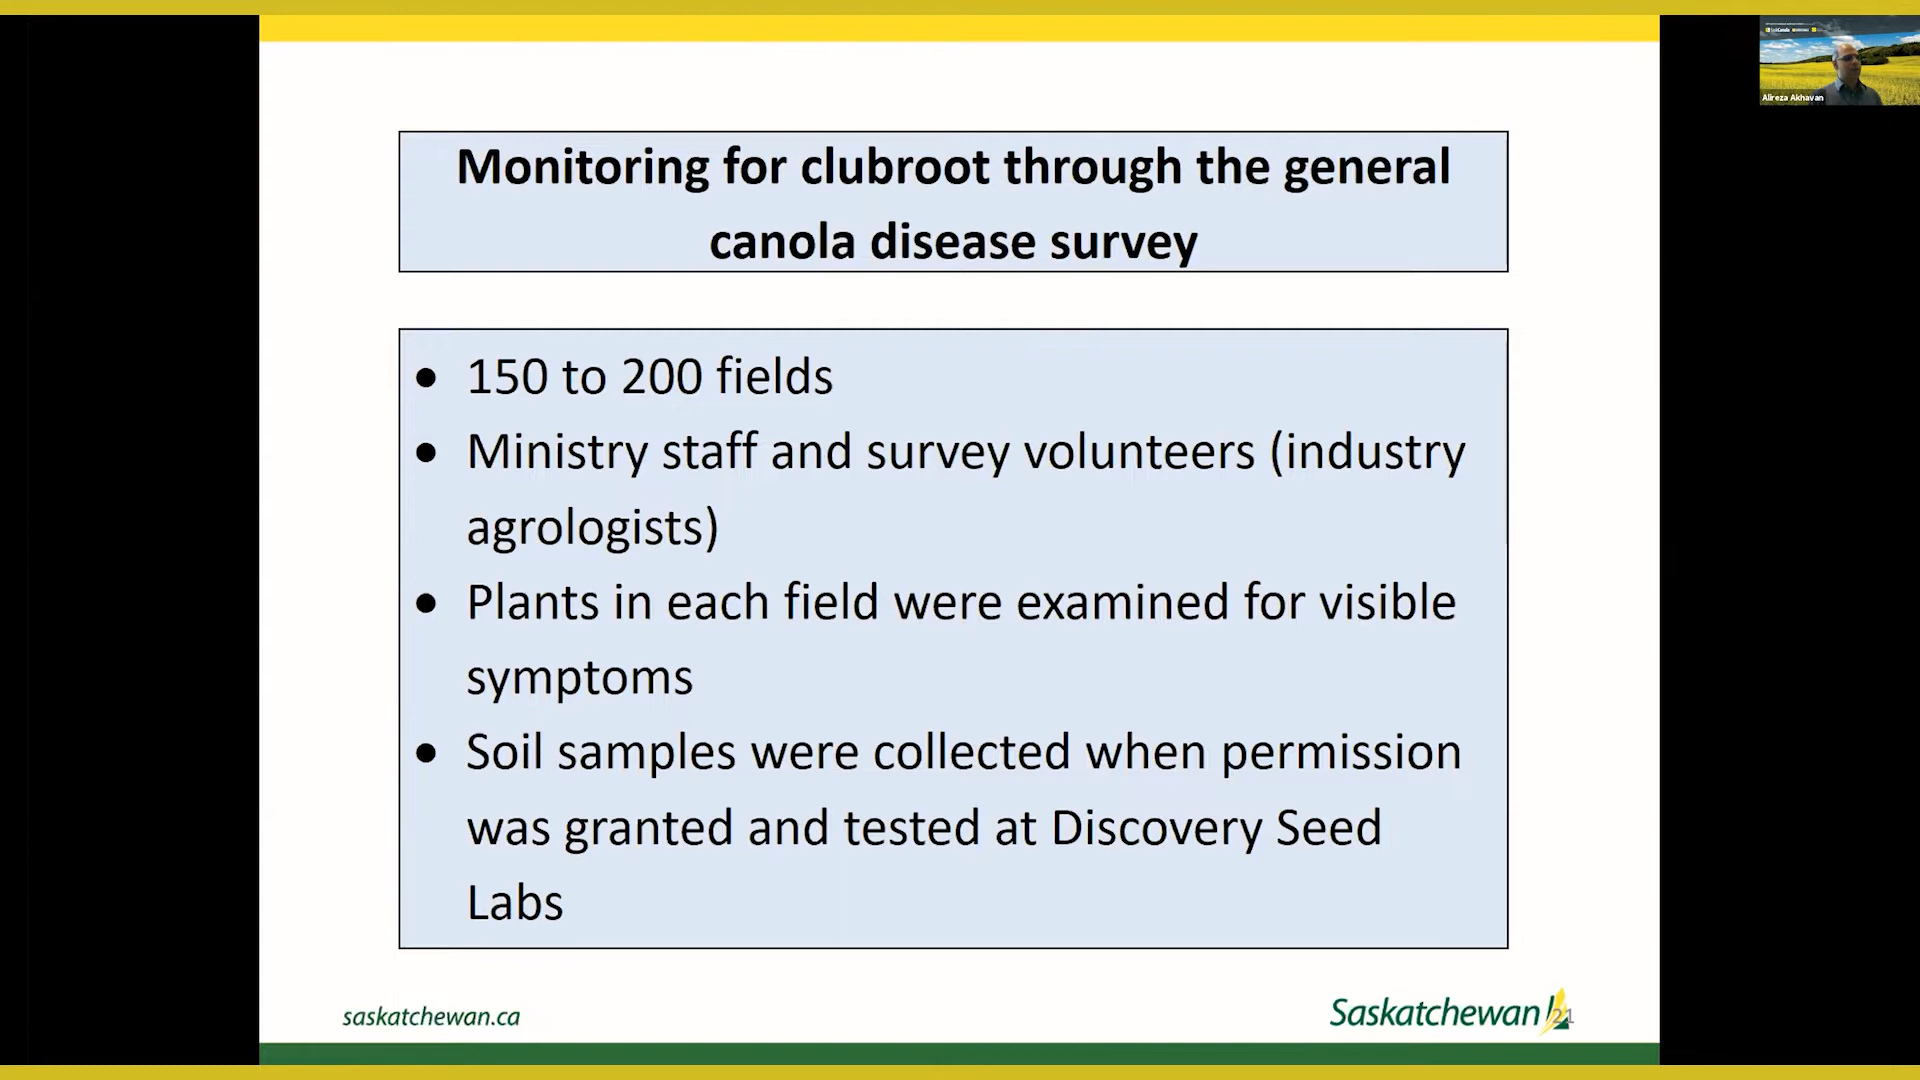 Alireza Akhavan
Monitoring for clubroot through the general
canola disease survey
• 150 to 200 fields
• Ministry staff and survey volunteers (industry
agrologists)
• Plants in each field were examined for visible
symptoms
• Soil samples were collected when permission
was granted and tested at Discovery Seed
Labs
saskatchewan.ca
Saskatchewan
21